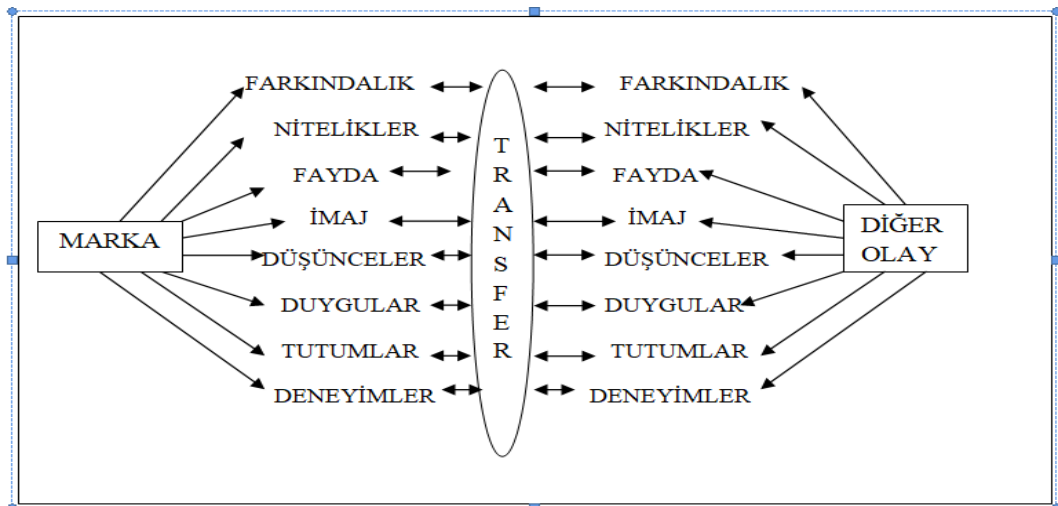 FARKINDALIK FARKINDALIK
NİTELİKLER NİTELİKLER
FAYDA FAYDA
İMAJ İMAJ
MARKA
DÜŞÜNCELER DÜŞÜNCELER
DUYGULAR DUYGULAR
TUTUMLAR TUTUMLAR
DENEYİMLER DENEYİMLER
TRANSFER
DİĞER
OLAY